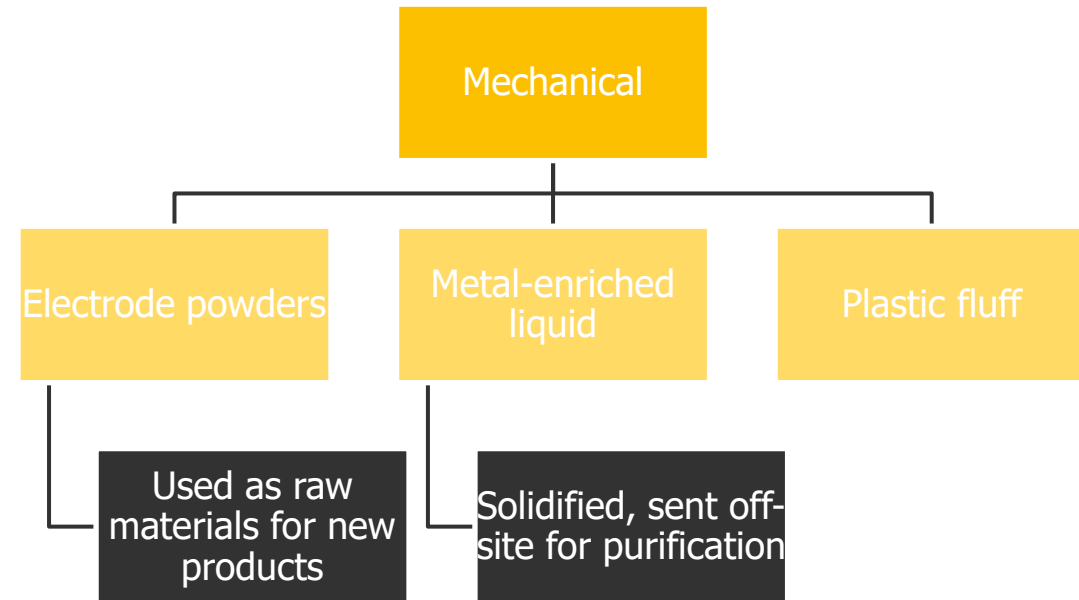 Mechanical
Electrode powders
Metal-enriched
liquid
Plastic fluff
Used as raw
materials for new
products
Solidified, sent off-
site for purification